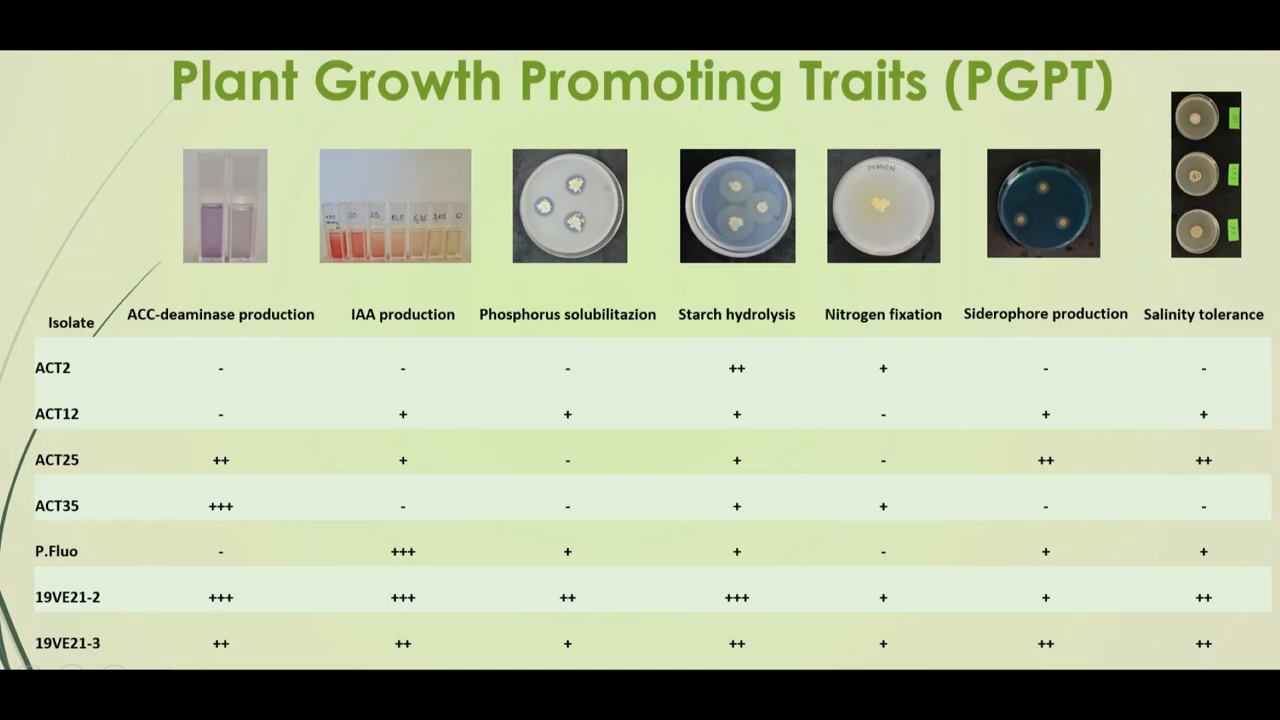 Plant Growth Promoting Traits (PGPT)
Isolate ACC-deaminase production IAA production Phosphorus solubilitazion Starch hydrolysis Nitrogen fixation Siderophore production Salinity tolerance
ACT2 - - - ++ + - -
ACT12 - + + + - + +
ACT25 ++ + - + - ++ ++
ACT35 +++ - - + + - -
P.Fluo - +++ + + - + +
19VE21-2 +++ +++ ++ +++ + + ++
19VE21-3 ++ ++ + ++ + ++ ++